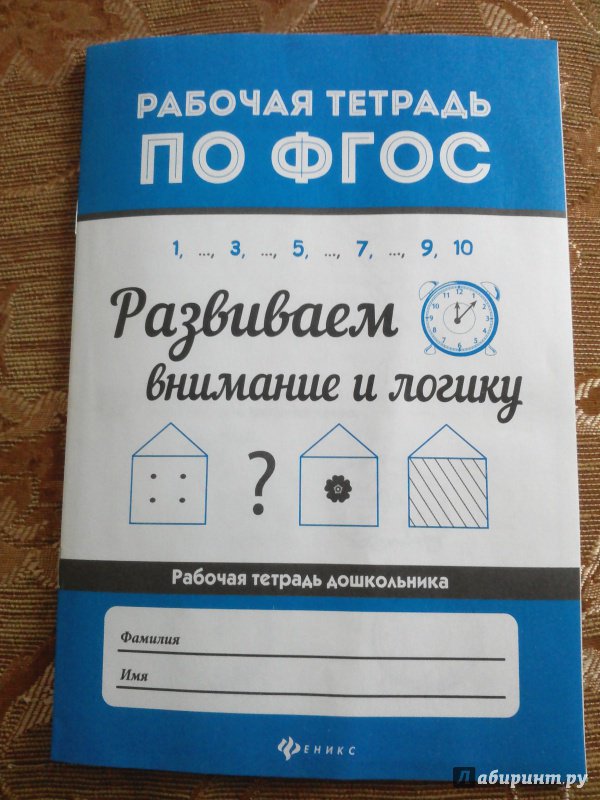 РАБОЧАЯ ТЕТРАДЬ
ПО ФГОС
1, ..., 3, ..., 5, ..., 7, ..., 9, 10
Развиваем
внимание и логику
?
Рабочая тетрадь дошкольника
Фамилия
Имя
ФЕНИКС
Лабиринт.ру